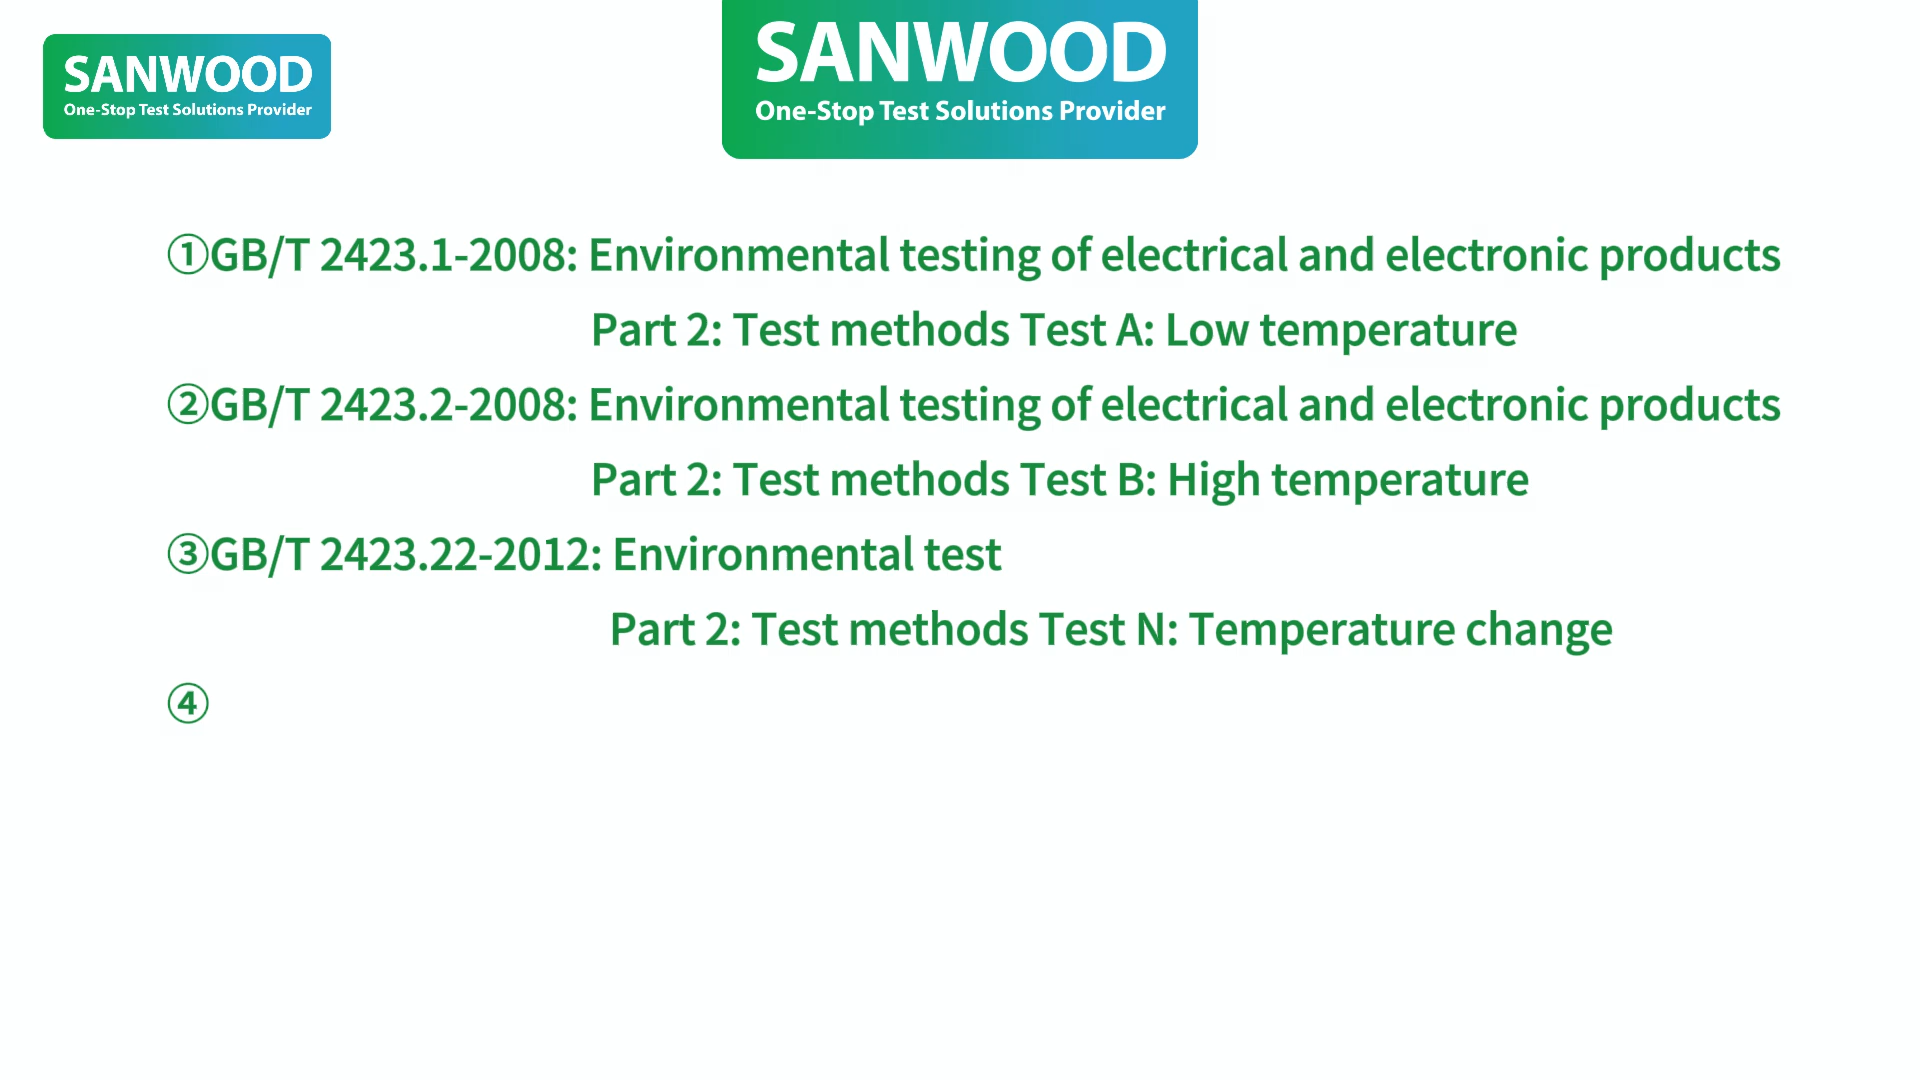 SANWOOD
One-Stop Test Solutions Provider
SANWOOD
One-Stop Test Solutions Provider
①GB/T 2423.1-2008: Environmental testing of electrical and electronic products
Part 2: Test methods Test A: Low temperature
②GB/T 2423.2-2008: Environmental testing of electrical and electronic products
Part 2: Test methods Test B: High temperature
③GB/T 2423.22-2012: Environmental test
Part 2: Test methods Test N: Temperature change
④